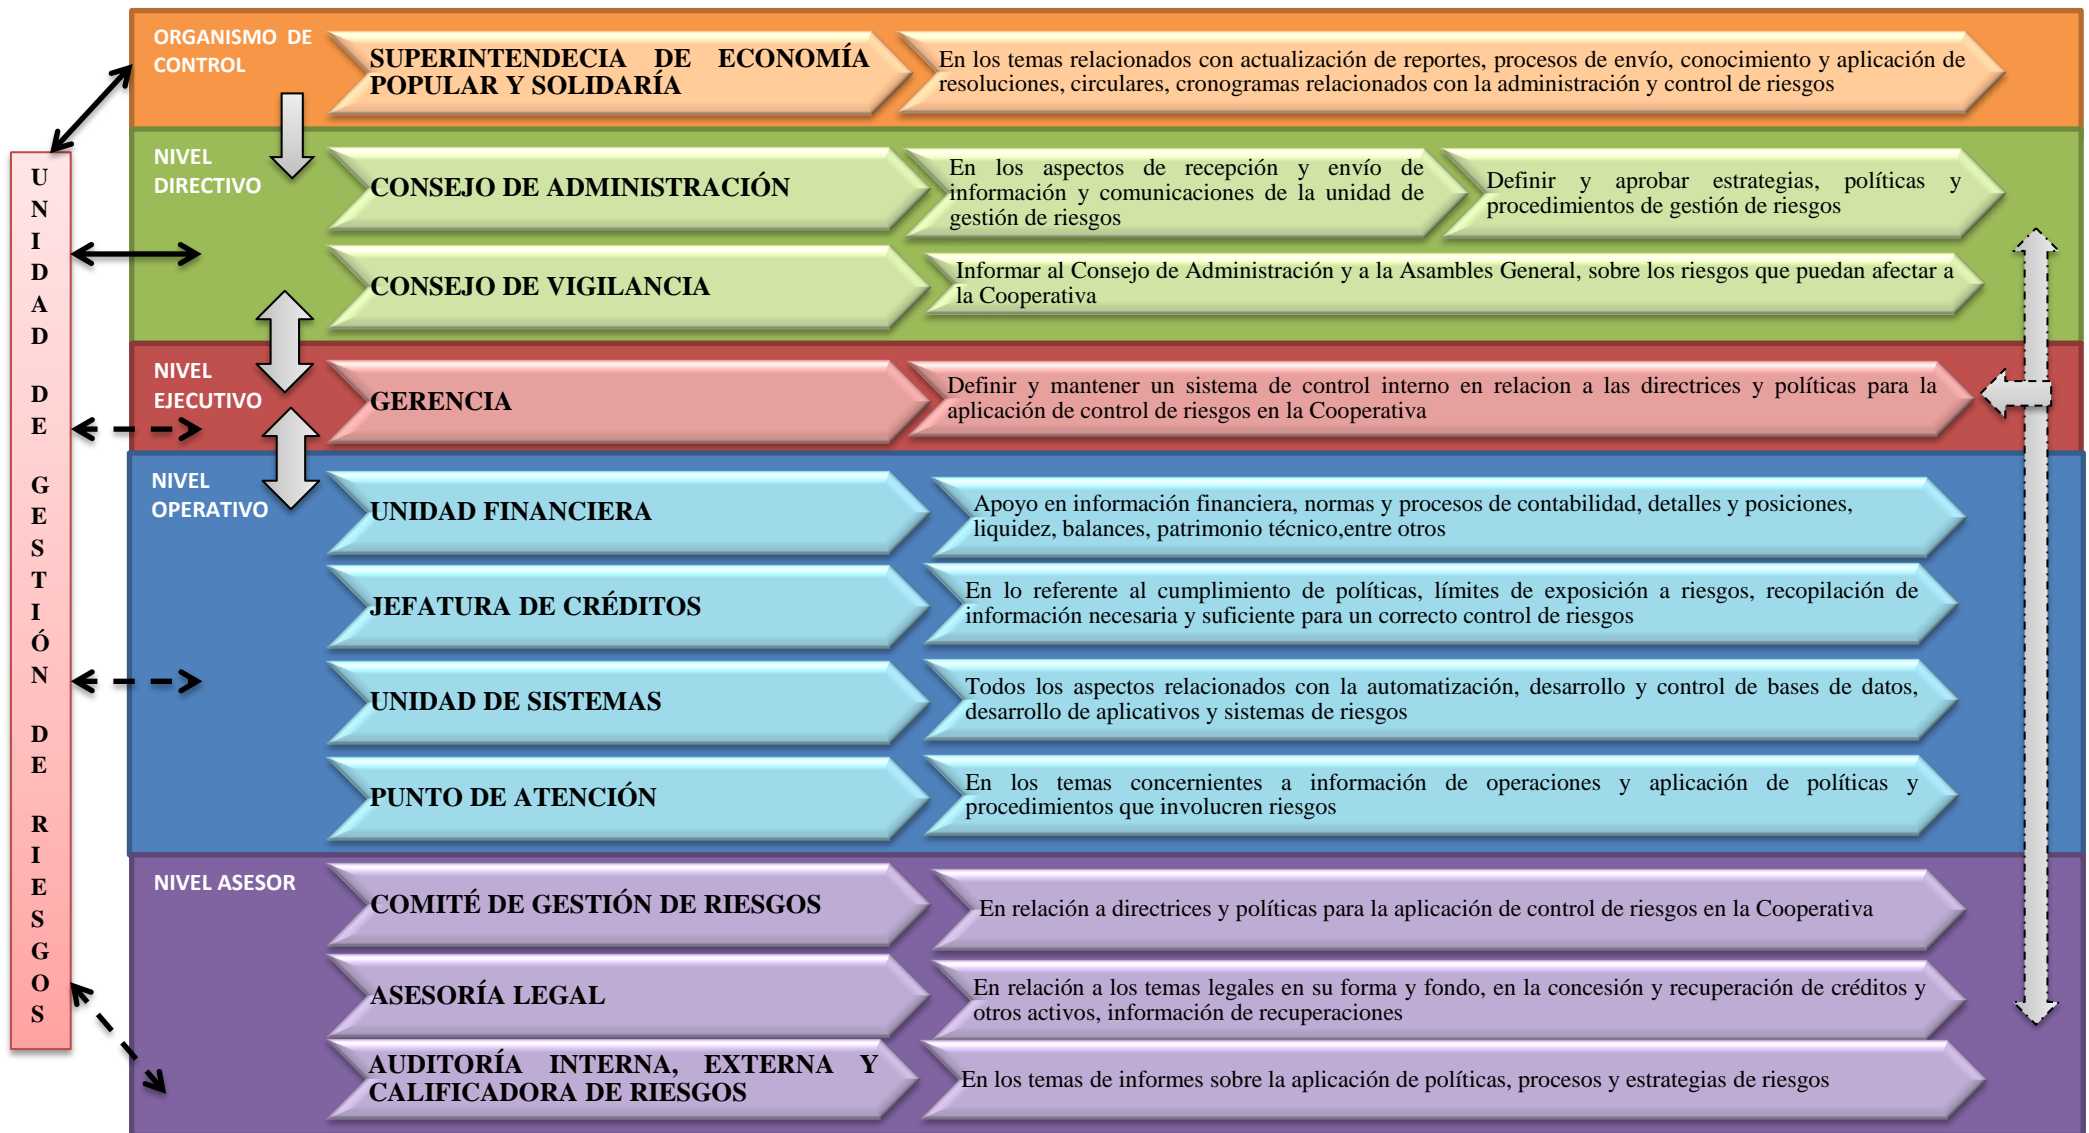 ORGANISMO DE
CONTROL
SUPERINTENDECIA DE ECONOMÍA
POPULAR Y SOLIDARÍA
En los temas relacionados con actualización de reportes, procesos de envío, conocimiento y aplicación de
resoluciones, circulares, cronogramas relacionados con la administración y control de riesgos
UNIDAD DE GESTIÓN DE RIESGOS
NIVEL
DIRECTIVO
CONSEJO DE ADMINISTRACIÓN
En los aspectos de recepción y envío de
información y comunicaciones de la unidad de
gestión de riesgos
Definir y aprobar estrategias, políticas y
procedimientos de gestión de riesgos
CONSEJO DE VIGILANCIA
Informar al Consejo de Administración y a la Asambles General, sobre los riesgos que puedan afectar a
la Cooperativa
NIVEL
EJECUTIVO
GERENCIA
Definir y mantener un sistema de control interno en relacion a las directrices y políticas para la
aplicación de control de riesgos en la Cooperativa
NIVEL
OPERATIVO
UNIDAD FINANCIERA
Apoyo en información financiera, normas y procesos de contabilidad, detalles y posiciones,
liquidez, balances, patrimonio técnico,entre otros
JEFATURA DE CRÉDITOS
En lo referente al cumplimiento de políticas, límites de exposición a riesgos, recopilación de
información necesaria y suficiente para un correcto control de riesgos
UNIDAD DE SISTEMAS
Todos los aspectos relacionados con la automatización, desarrollo y control de bases de datos,
desarrollo de aplicativos y sistemas de riesgos
PUNTO DE ATENCIÓN
En los temas concernientes a información de operaciones y aplicación de políticas y
procedimientos que involucren riesgos
NIVEL ASESOR
COMITÉ DE GESTIÓN DE RIESGOS
En relación a directrices y políticas para la aplicación de control de riesgos en la Cooperativa
ASESORÍA LEGAL
En relación a los temas legales en su forma y fondo, en la concesión y recuperación de créditos y
otros activos, información de recuperaciones
AUDITORÍA INTERNA, EXTERNA Y
CALIFICADORA DE RIESGOS
En los temas de informes sobre la aplicación de políticas, procesos y estrategias de riesgos